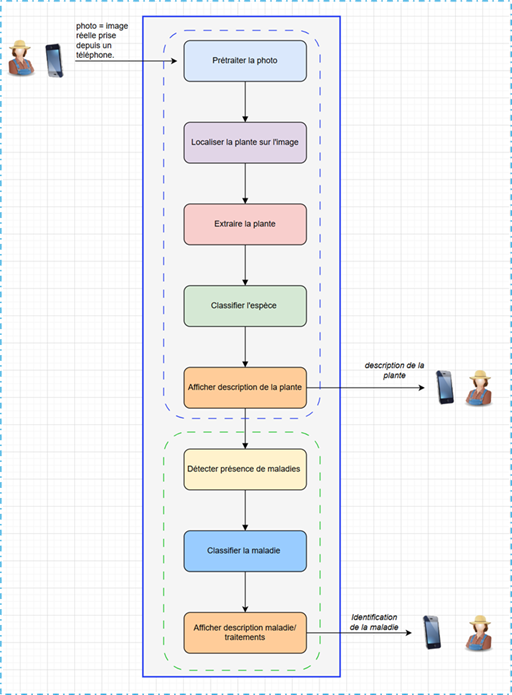 photo = image
réelle prise
depuis un
téléphone.
Prétraiter la photo
Localiser la plante sur l'image
Extraire la plante
Classifier l'espèce
Afficher description de la plante
description de la
plante
Détecter présence de maladies
Classifier la maladie
Afficher description maladie/
traitements
Identification
de la maladie